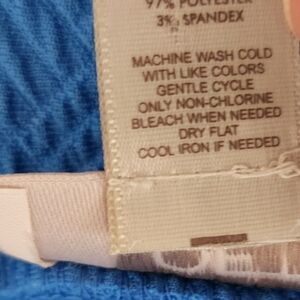 97% POLYESTER
3% SPANDEX
MACHINE WASH COLD
WITH LIKE COLORS
GENTLE CYCLE
ONLY NON-CHLORINE
BLEACH WHEN NEEDED
DRY FLAT
COOL IRON IF NEEDED